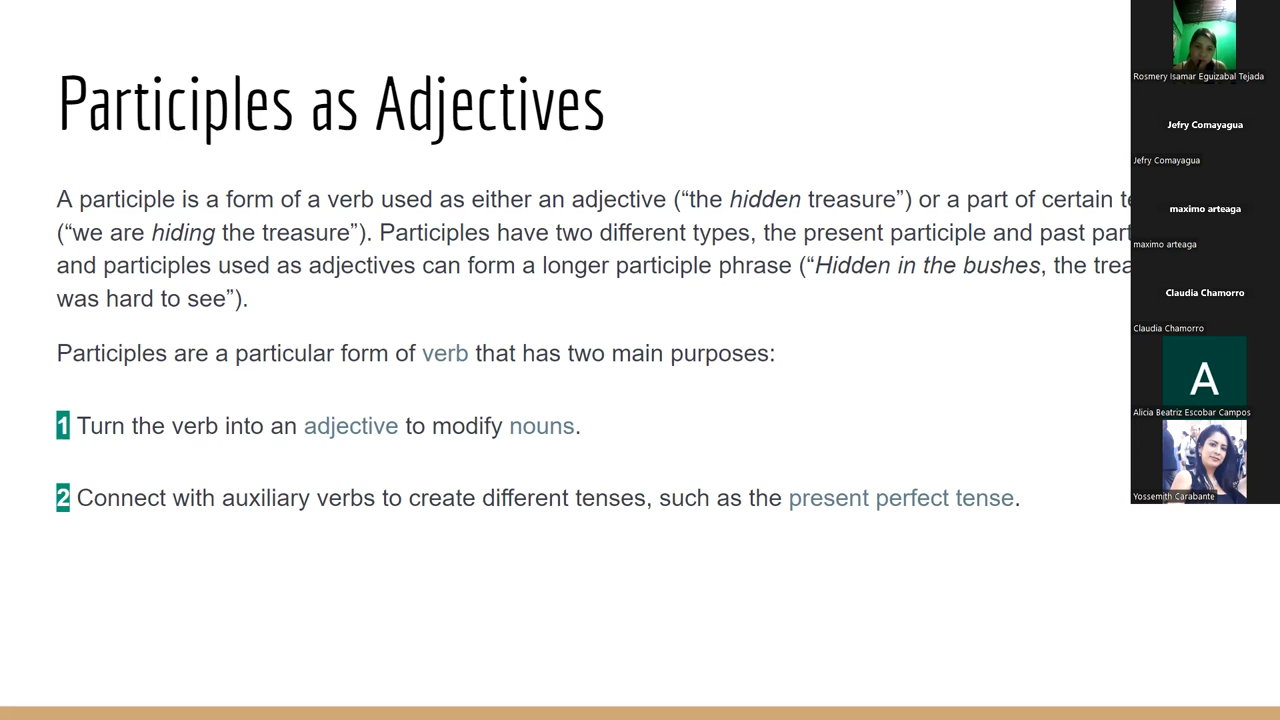 Participles as Adjectives
A participle is a form of a verb used as either an adjective (“the hidden treasure”) or a part of certain
(“we are hiding the treasure”). Participles have two different types, the present participle and past
and participles used as adjectives can form a longer participle phrase (“Hidden in the bushes, the
was hard to see”).
Participles are a particular form of verb that has two main purposes:
1 Turn the verb into an adjective to modify nouns.
2 Connect with auxiliary verbs to create different tenses, such as the present perfect tense.
Rosmery Isamar Eguizabal Tejada
Jefry Comayagua
Jefry Comayagua
maximo arteaga
maximo arteaga
Claudia Chamorro
Claudia Chamorro
A
Alicia Beatriz Escobar Campos
Yossemith Carabante